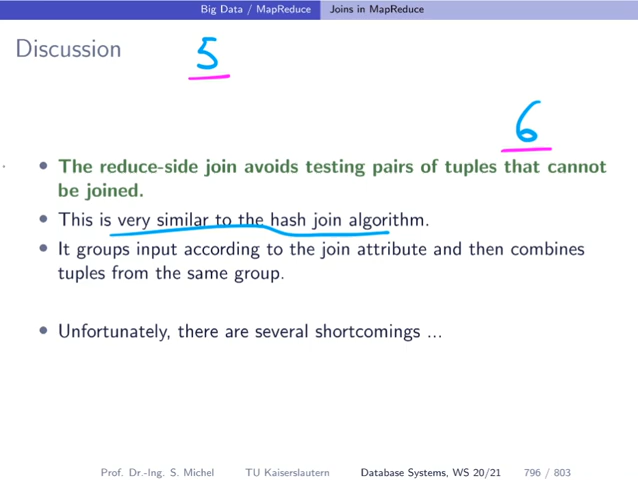 Big Data / MapReduce Joins in MapReduce
Discussion
5
6
• The reduce-side join avoids testing pairs of tuples that cannot
be joined.
• This is very similar to the hash join algorithm.
• It groups input according to the join attribute and then combines
tuples from the same group.
• Unfortunately, there are several shortcomings ...
Prof. Dr.-Ing. S. Michel TU Kaiserslautern Database Systems, WS 20/21 796 / 803